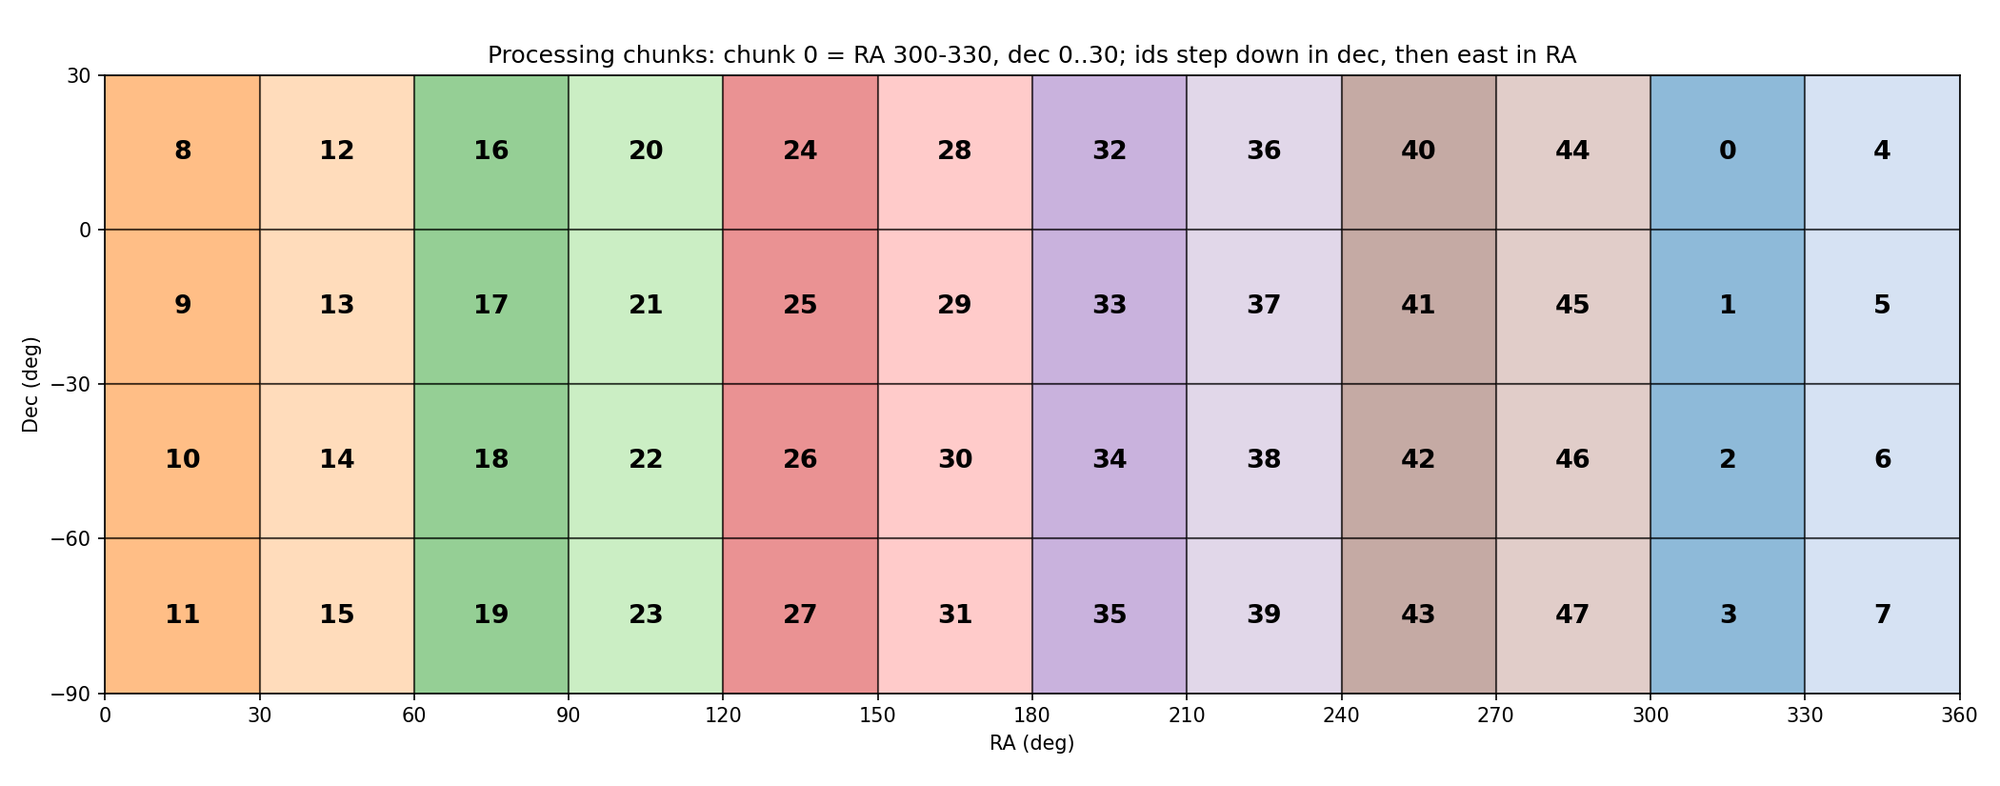 Processing chunks: chunk 0 = RA 300-330, dec 0..30; ids step down in dec, then east in RA
30
8 12 16 20 24 28 32 36 40 44 0 4
0
9 13 17 21 25 29 33 37 41 45 1 5
Dec (deg)
−30
10 14 18 22 26 30 34 38 42 46 2 6
−60
11 15 19 23 27 31 35 39 43 47 3 7
−90
0 30 60 90 120 150 180 210 240 270 300 330 360
RA (deg)